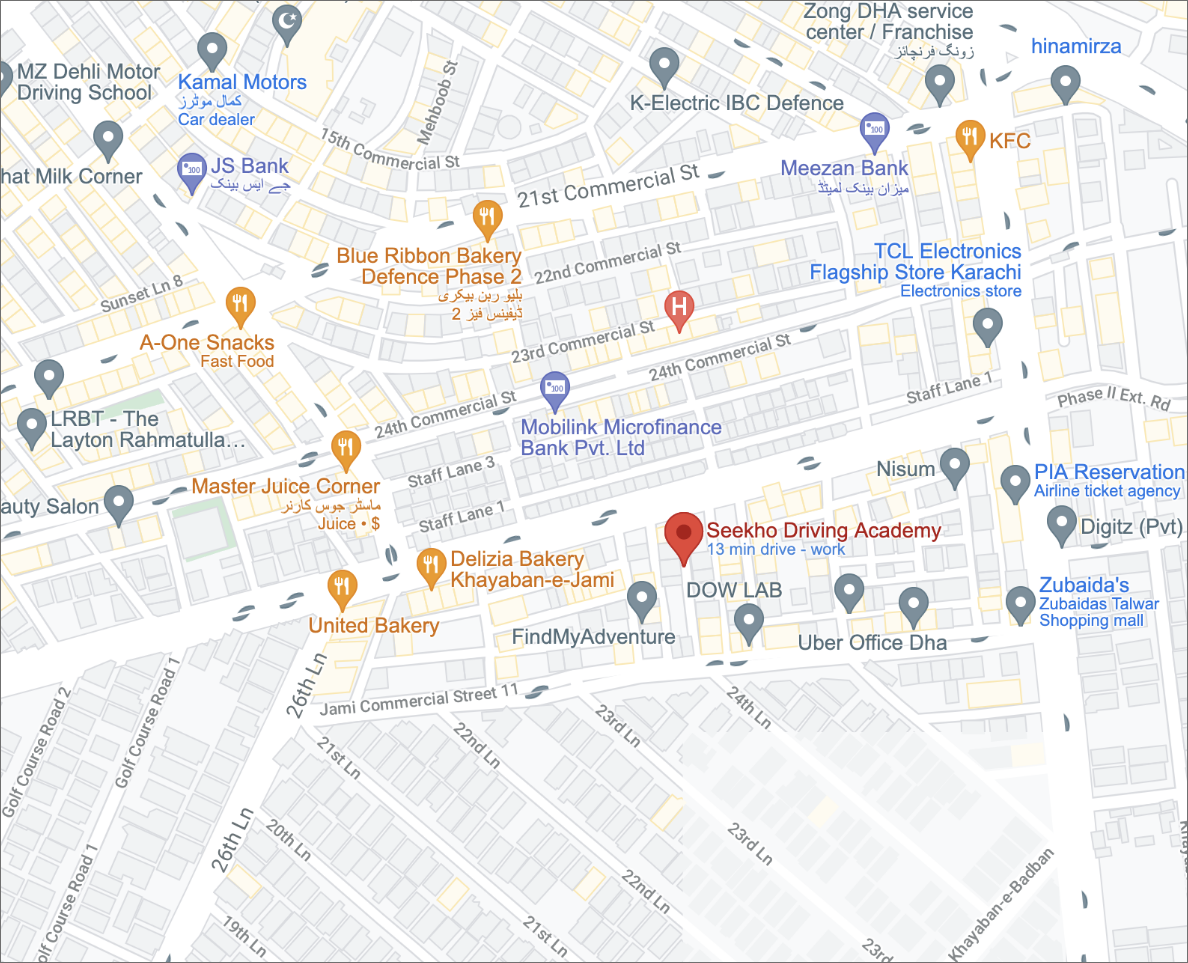 Zong DHA service
center / Franchise
زونگ فرنچائز
hinamirza
MZ Dehli Motor
Driving School
Kamal Motors
كمال موٹرز
Car dealer
K-Electric IBC Defence
Mehboob St
15th Commercial St
KFC
hat Milk Corner
JS Bank
جے ایس بینک
Meezan Bank
میزان بینک لمیٹڈ
21st Commercial St
Blue Ribbon Bakery
Defence Phase 2
بلیو ربن بیکری
ڈیفینس فیز 2
22nd Commercial St
TCL Electronics
Flagship Store Karachi
Electronics store
Sunset Ln 8
H
A-One Snacks
Fast Food
23rd Commercial St
24th Commercial St
Staff Lane 1
Phase II Ext. Rd
LRBT - The
Layton Rahmatulla...
24th Commercial St
Mobilink Microfinance
Bank Pvt. Ltd
Staff Lane 3
Nisum
PIA Reservation
Airline ticket agency
Master Juice Corner
ماسٹر جوس کارنر
Juice • $
auty Salon
Staff Lane 1
Seekho Driving Academy
13 min drive - work
Digitz (Pvt)
Delizia Bakery
Khayaban-e-Jami
DOW LAB
Zubaida's
Zubaidas Talwar
Shopping mall
United Bakery
FindMyAdventure
Uber Office Dha
26th Ln
Jami Commercial Street 11
Golf Course Road 2
Golf Course Road 1
21st Ln
22nd Ln
23rd Ln
24th Ln
26th Ln
20th Ln
23rd Ln
Golf Course Road 1
22nd Ln
Khayaban-e-Badban
19th Ln
21st Ln
23rd